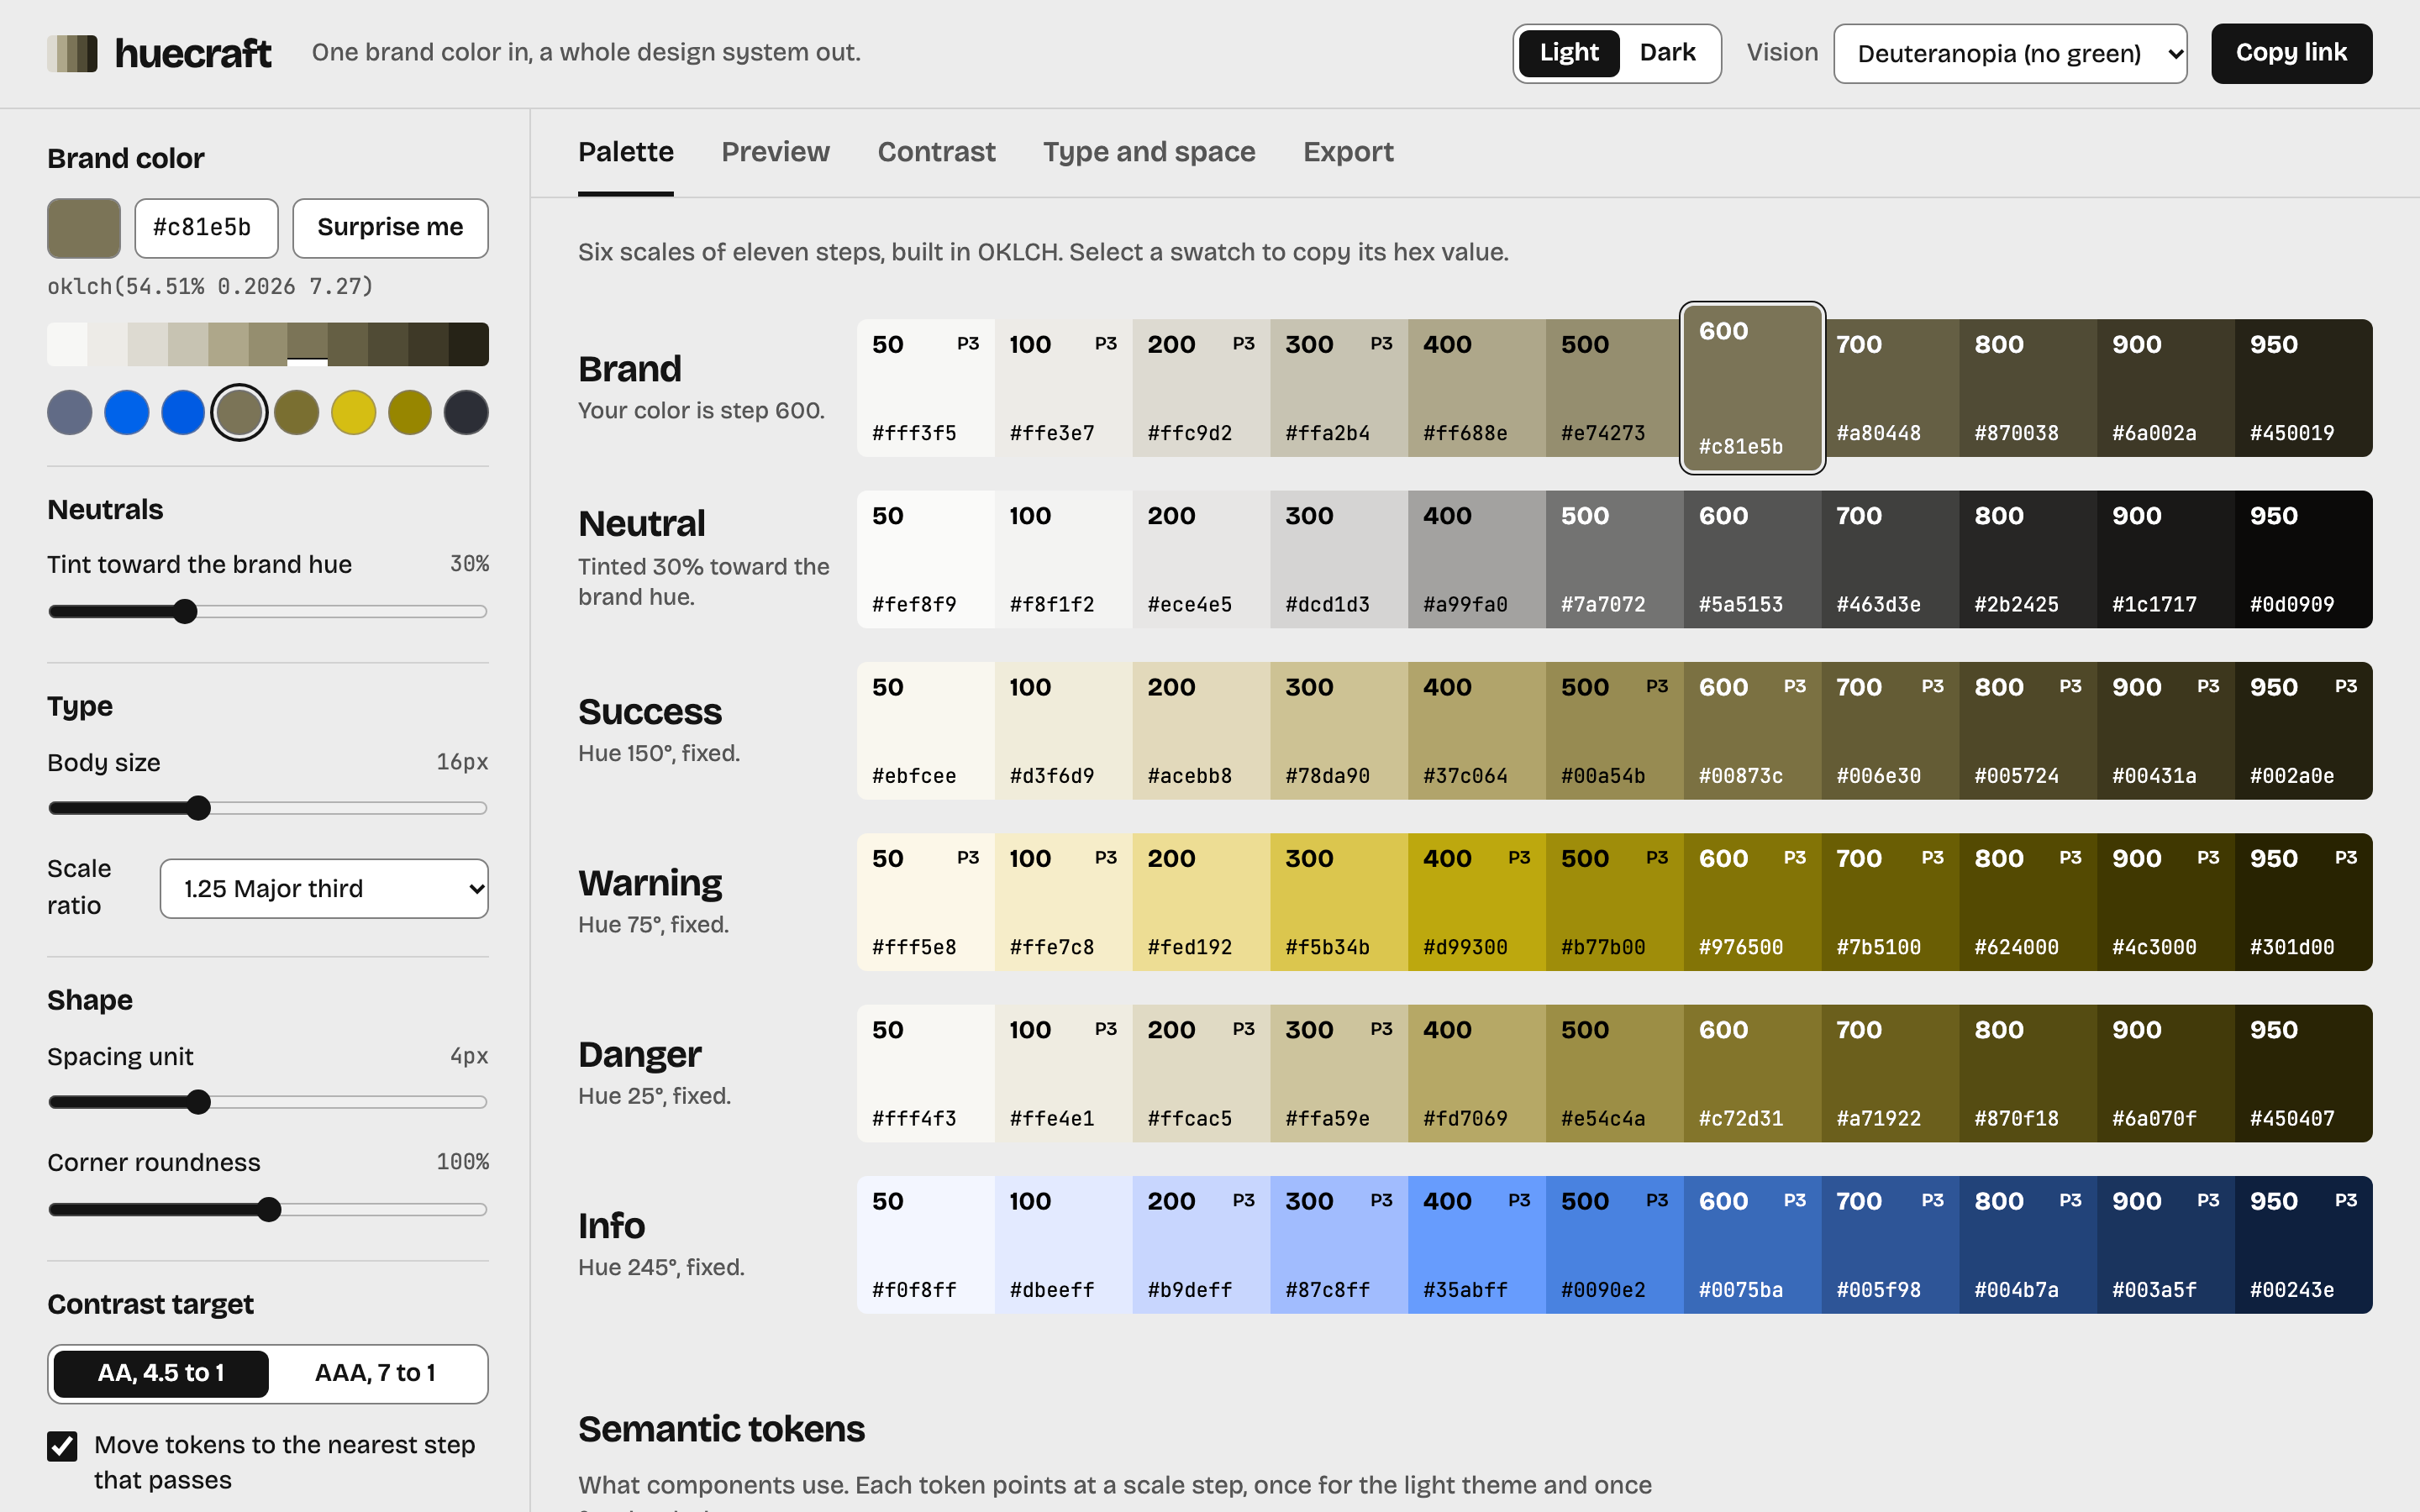 huecraft
One brand color in, a whole design system out.
Light
Dark
Vision
Deuteranopia (no green)
Copy link
Brand color
#c81e5b
Surprise me
oklch(54.51% 0.2026 7.27)
Neutrals
Tint toward the brand hue 30%
Type
Body size 16px
Scale
ratio
1.25 Major third
Shape
Spacing unit 4px
Corner roundness 100%
Contrast target
AA, 4.5 to 1
AAA, 7 to 1
Move tokens to the nearest step
that passes
Palette Preview Contrast Type and space Export
Six scales of eleven steps, built in OKLCH. Select a swatch to copy its hex value.
Brand
Your color is step 600.
50 P3 100 P3 200 P3 300 P3 400 500 600 700 800 900 950
#fff3f5 #ffe3e7 #ffc9d2 #ffa2b4 #ff688e #e74273 #c81e5b #a80448 #870038 #6a002a #450019
Neutral
Tinted 30% toward the
brand hue.
50 100 200 300 400 500 600 700 800 900 950
#fef8f9 #f8f1f2 #ece4e5 #dcd1d3 #a99fa0 #7a7072 #5a5153 #463d3e #2b2425 #1c1717 #0d0909
Success
Hue 150°, fixed.
50 100 200 300 400 500 P3 600 P3 700 P3 800 P3 900 P3 950 P3
#ebfcee #d3f6d9 #acebb8 #78da90 #37c064 #00a54b #00873c #006e30 #005724 #00431a #002a0e
Warning
Hue 75°, fixed.
50 P3 100 P3 200 300 400 P3 500 P3 600 P3 700 P3 800 P3 900 P3 950 P3
#fff5e8 #ffe7c8 #fed192 #f5b34b #d99300 #b77b00 #976500 #7b5100 #624000 #4c3000 #301d00
Danger
Hue 25°, fixed.
50 100 P3 200 P3 300 P3 400 500 600 700 800 900 950
#fff4f3 #ffe4e1 #ffcac5 #ffa59e #fd7069 #e54c4a #c72d31 #a71922 #870f18 #6a070f #450407
Info
Hue 245°, fixed.
50 100 200 P3 300 P3 400 P3 500 P3 600 P3 700 P3 800 P3 900 P3 950 P3
#f0f8ff #dbeeff #b9deff #87c8ff #35abff #0090e2 #0075ba #005f98 #004b7a #003a5f #00243e
Semantic tokens
What components use. Each token points at a scale step, once for the light theme and once